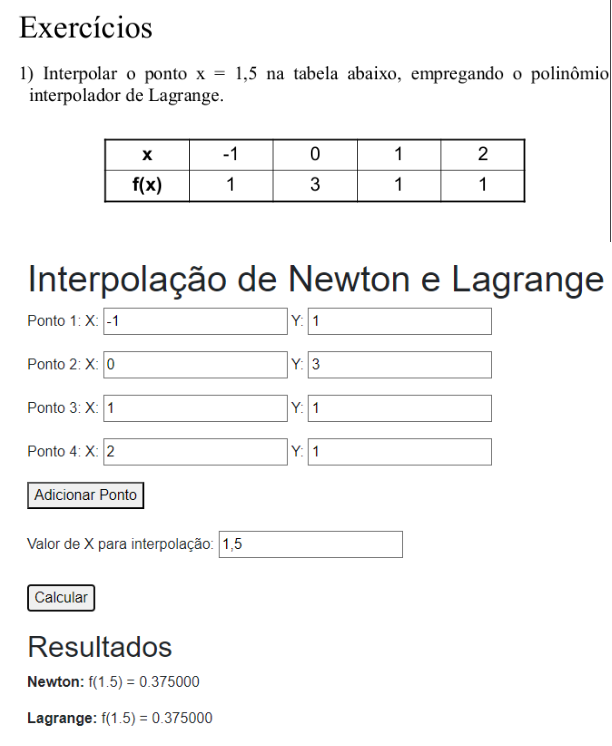 Exercícios
1) Interpolar o ponto x = 1,5 na tabela abaixo, empregando o polinômio
interpolador de Lagrange.
x -1 0 1 2
f(x) 1 3 1 1
Interpolação de Newton e Lagrange
Ponto 1: X: -1 Y: 1
Ponto 2: X: 0 Y: 3
Ponto 3: X: 1 Y: 1
Ponto 4: X: 2 Y: 1
Adicionar Ponto
Valor de X para interpolação: 1,5
Calcular
Resultados
Newton: f(1.5) = 0.375000
Lagrange: f(1.5) = 0.375000